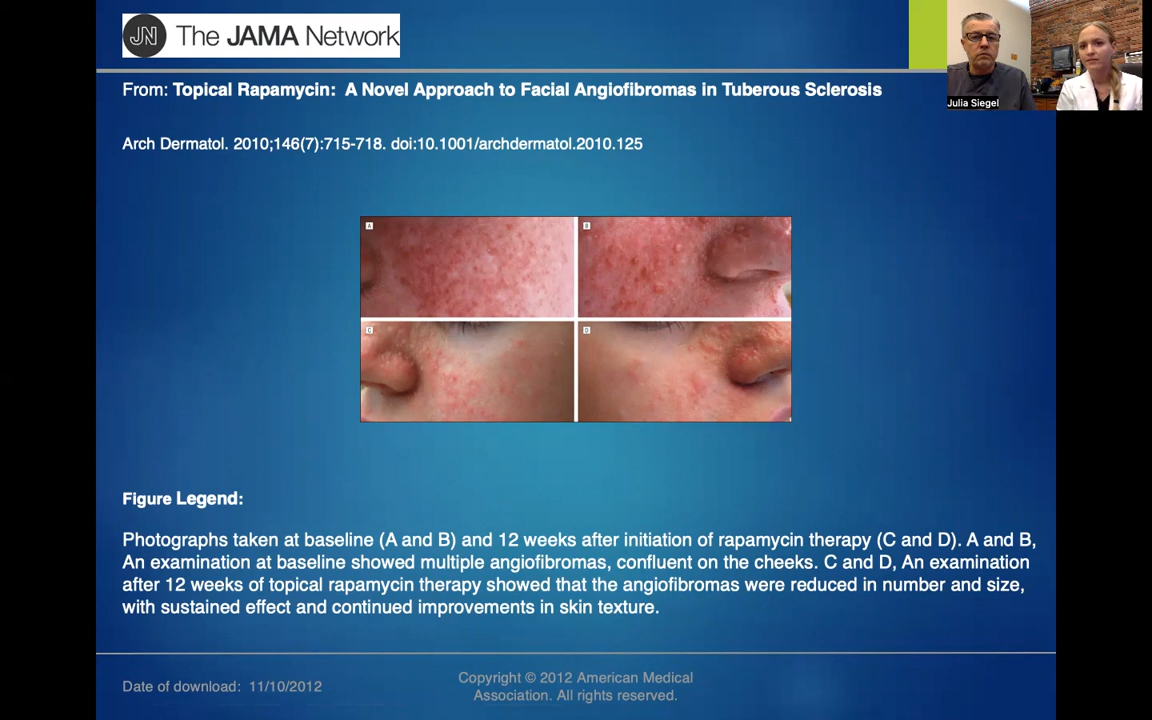 JN The JAMA Network
Julia Siegel
From: Topical Rapamycin: A Novel Approach to Facial Angiofibromas in Tuberous Sclerosis
Arch Dermatol. 2010;146(7):715-718. doi:10.1001/archdermatol.2010.125
A
B
C
D
Figure Legend:
Photographs taken at baseline (A and B) and 12 weeks after initiation of rapamycin therapy (C and D). A and B,
An examination at baseline showed multiple angiofibromas, confluent on the cheeks. C and D, An examination
after 12 weeks of topical rapamycin therapy showed that the angiofibromas were reduced in number and size,
with sustained effect and continued improvements in skin texture.
Date of download: 11/10/2012
Copyright © 2012 American Medical
Association. All rights reserved.